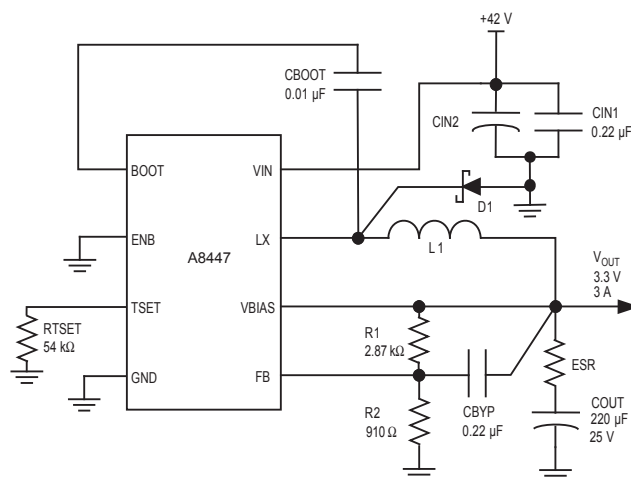 +42 V
CBOOT
0.01 µF
CIN2
CIN1
0.22 µF
BOOT
VIN
D1
ENB
A8447
LX
L1
VOUT
3.3 V
3 A
TSET
VBIAS
RTSET
54 kΩ
R1
2.87 kΩ
ESR
GND
FB
CBYP
0.22 µF
R2
910 Ω
COUT
220 µF
25 V